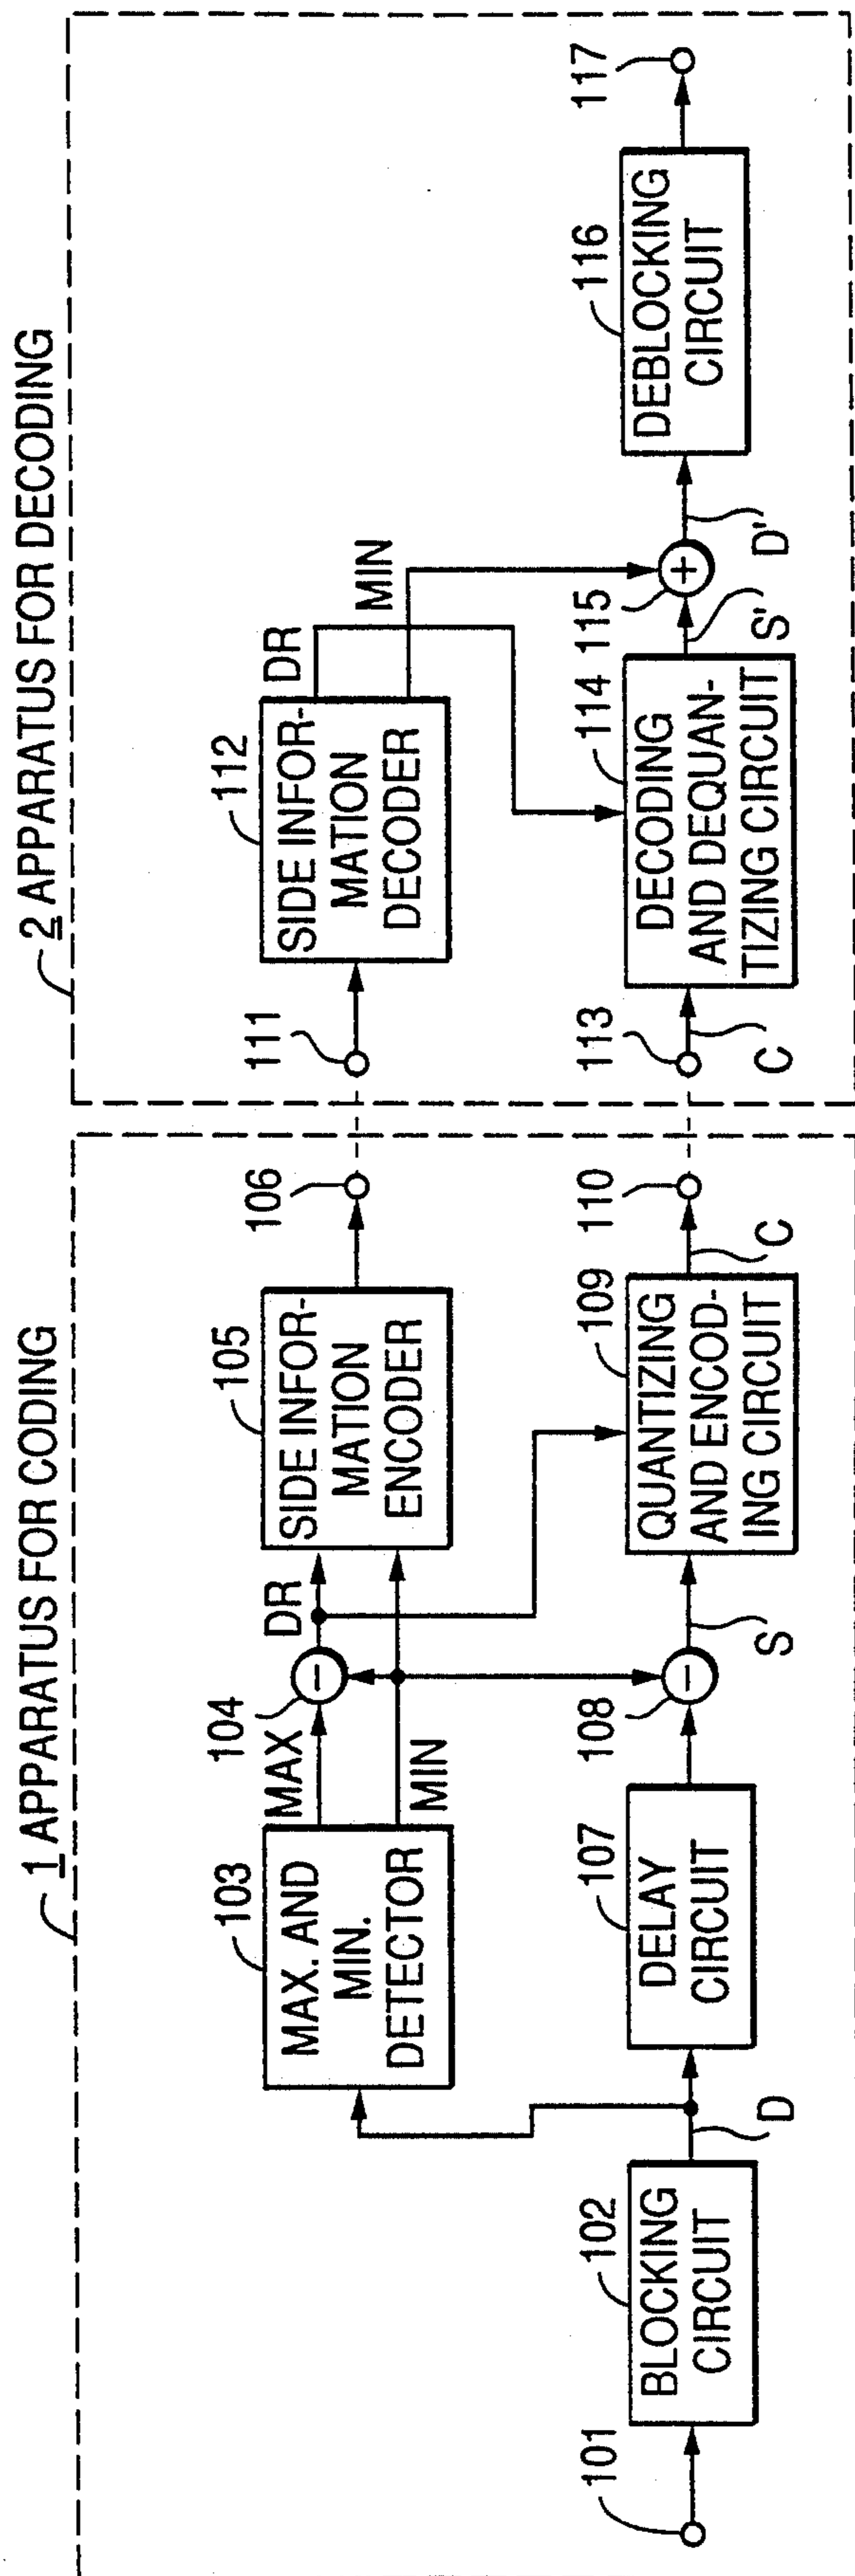 1 APPARATUS FOR CODING
101
BLOCKING
CIRCUIT
102
D
MAX. AND
MIN.
DETECTOR
103
MAX
MIN
104
DR
SIDE INFOR-
MATION
ENCODER
105
106
DELAY
CIRCUIT
107
108
S
QUANTIZING
AND ENCOD-
ING CIRCUIT
109
C
110
2 APPARATUS FOR DECODING
111
SIDE INFOR-
MATION
DECODER
112
DR
MIN
113
C
DECODING
AND DEQUAN-
TIZING CIRCUIT
114
S'
115
+
D'
DEBLOCKING
CIRCUIT
116
117